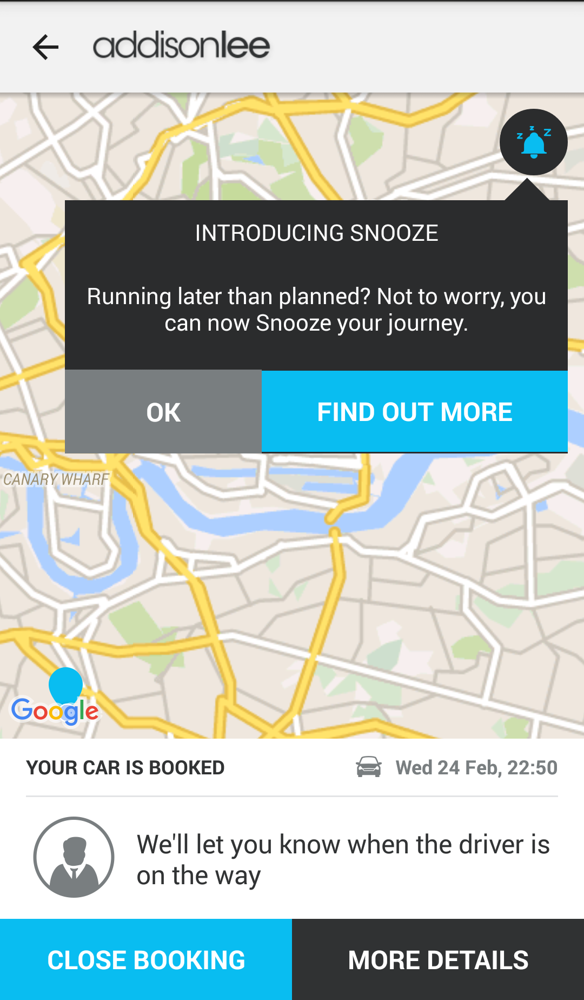 addisonlee
z z z
INTRODUCING SNOOZE
Running later than planned? Not to worry, you
can now Snooze your journey.
OK
FIND OUT MORE
CANARY WHARF
Google
YOUR CAR IS BOOKED
Wed 24 Feb, 22:50
We'll let you know when the driver is
on the way
CLOSE BOOKING
MORE DETAILS